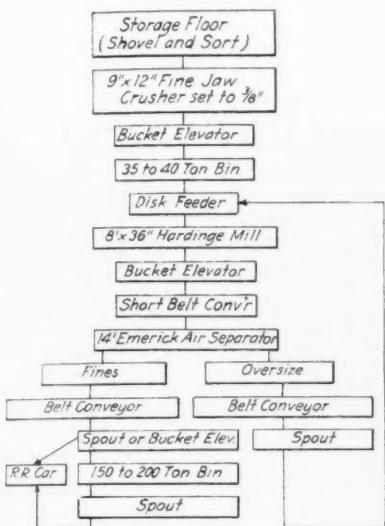 Storage Floor
(Shovel and Sort)
9"x12" Fine Jaw
Crusher set to 3/8"
Bucket Elevator
35 to 40 Ton Bin
Disk Feeder
8'x36" Hardinge Mill
Bucket Elevator
Short Belt Conv'r
14' Emerick Air Separator
Fines
Oversize
Belt Conveyor
Belt Conveyor
Spout or Bucket Elev.
Spout
R.R. Car
150 to 200 Ton Bin
Spout